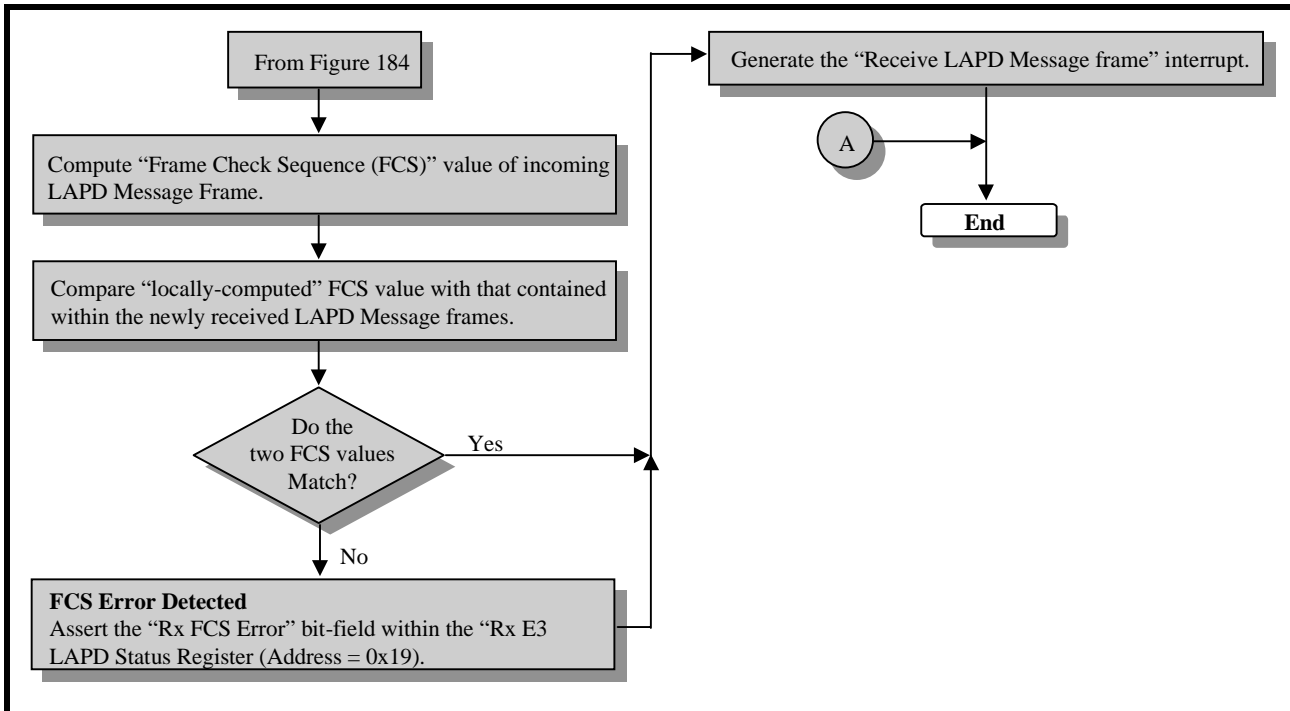 From Figure 184
Compute “Frame Check Sequence (FCS)” value of incoming
LAPD Message Frame.
Compare “locally-computed” FCS value with that contained
within the newly received LAPD Message frames.
Do the
two FCS values
Match?
Yes
No
FCS Error Detected
Assert the “Rx FCS Error” bit-field within the “Rx E3
LAPD Status Register (Address = 0x19).
Generate the “Receive LAPD Message frame” interrupt.
A
End